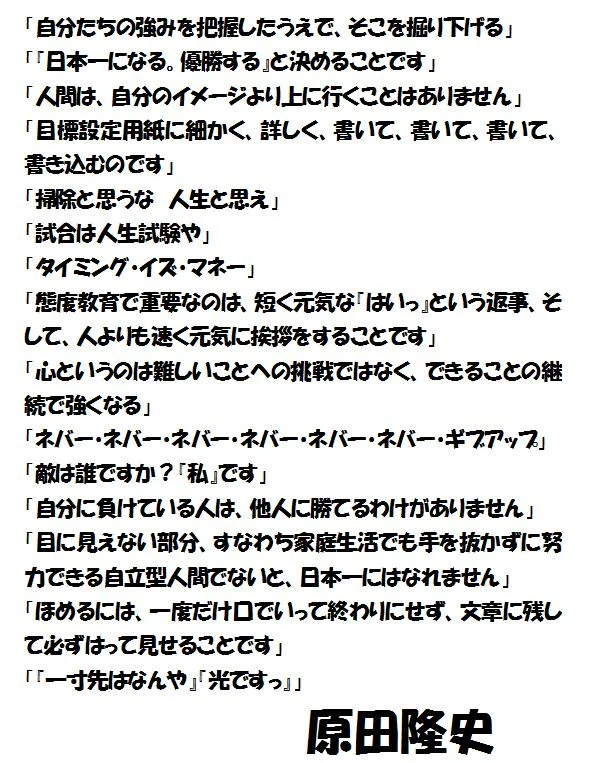 「自分たちの強みを把握したうえで、そこを掘り下げる」
「『日本一になる。優勝する』と決めることです」
「人間は、自分のイメージより上に行くことはありません」
「目標設定用紙に細かく、詳しく、書いて、書いて、書いて、
書き込むのです」
「掃除と思うな　人生と思え」
「試合は人生試験や」
「タイミング・イズ・マネー」
「態度教育で重要なのは、短く元気な『はいっ』という返事、そ
して、人よりも速く元気に挨拶をすることです」
「心というのは難しいことへの挑戦ではなく、できることの継
続で強くなる」
「ネバー・ネバー・ネバー・ネバー・ネバー・ネバー・ギブアップ」
「敵は誰ですか？『私』です」
「自分に負けている人は、他人に勝てるわけがありません」
「目に見えない部分、すなわち家庭生活でも手を抜かずに努
力できる自立型人間でないと、日本一にはなれません」
「ほめるには、一度だけ口でいって終わりにせず、文章に残し
て必ずはって見せることです」
「『一寸先はなんや』『光ですっ』」
原田隆史